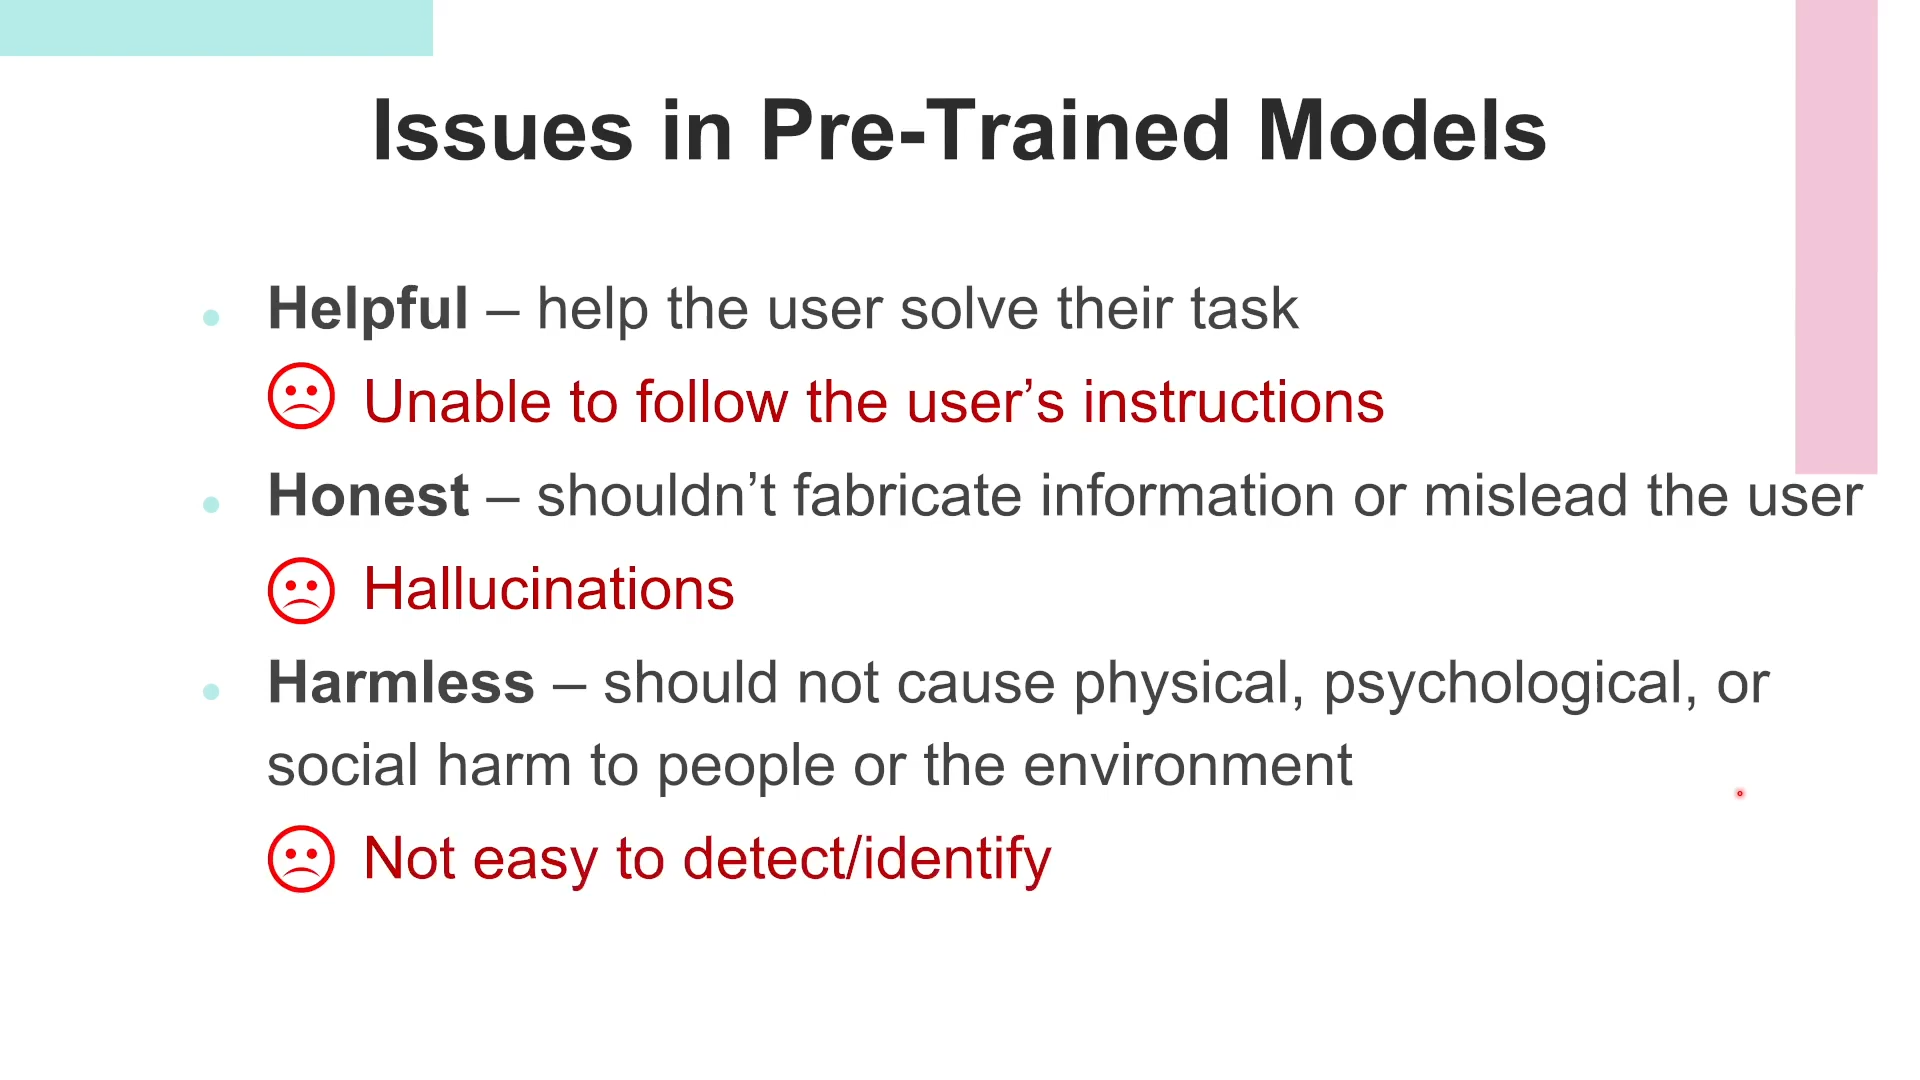 Issues in Pre-Trained Models
Helpful – help the user solve their task
Unable to follow the user’s instructions
Honest – shouldn’t fabricate information or mislead the user
Hallucinations
Harmless – should not cause physical, psychological, or
social harm to people or the environment
Not easy to detect/identify